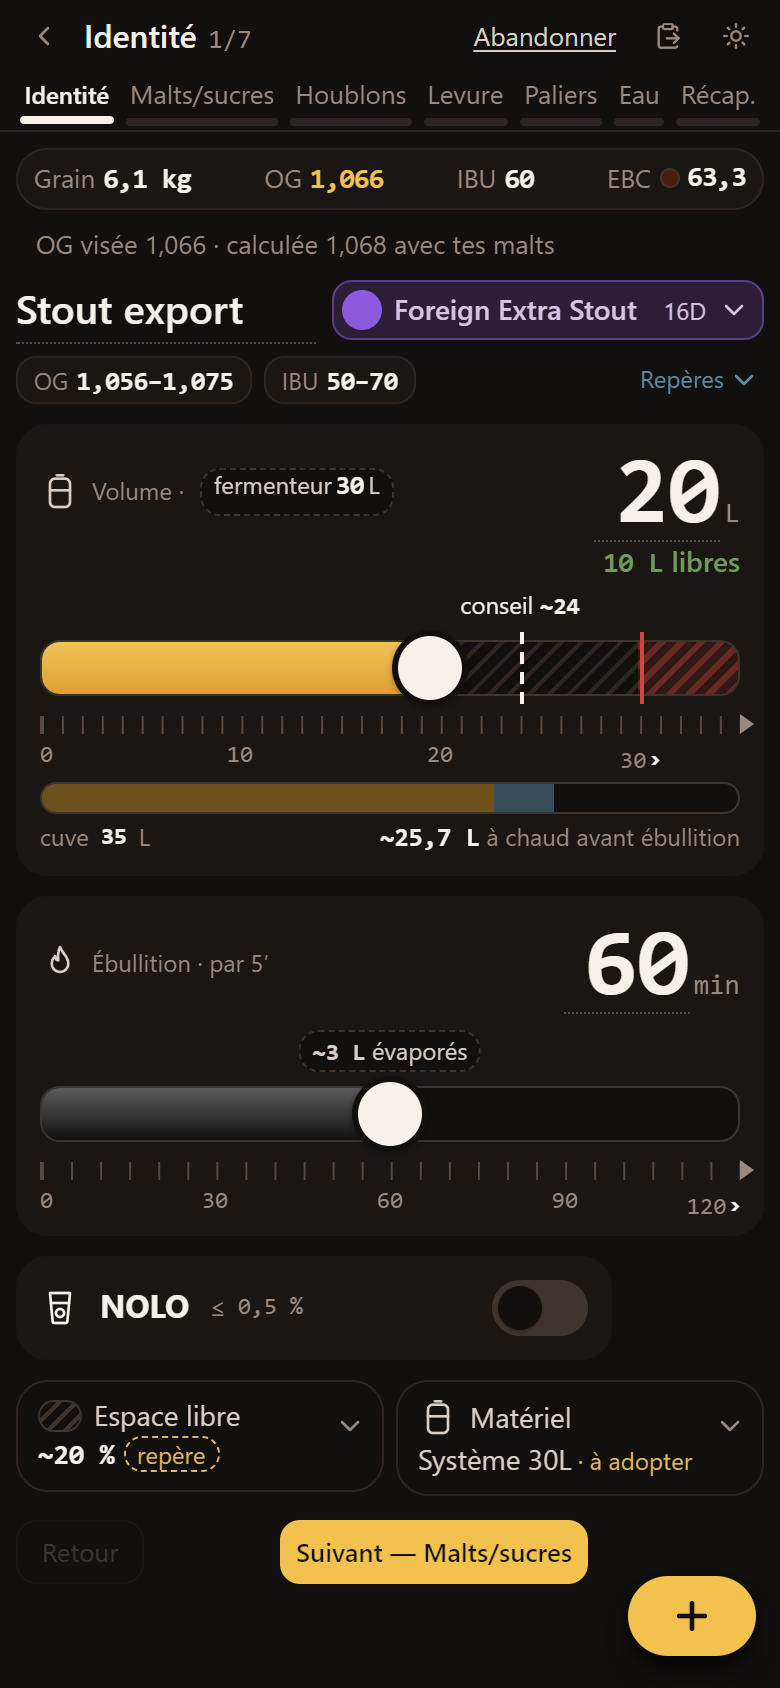 Identité 1/7 Abandonner
Identité Malts/sucres Houblons Levure Paliers Eau Récap.
Grain 6,1 kg OG 1,066 IBU 60 EBC 63,3
OG visée 1,066 · calculée 1,068 avec tes malts
Stout export Foreign Extra Stout 16D
OG 1,056–1,075 IBU 50–70 Repères
Volume · fermenteur 30 L 20 L
10 L libres
conseil ~24
0 10 20 30 ›
cuve 35 L ~25,7 L à chaud avant ébullition
Ébullition · par 5′ 60 min
~3 L évaporés
0 30 60 90 120 ›
NOLO ≤ 0,5 %
Espace libre
~20 % repère
Matériel
Système 30L · à adopter
Retour Suivant — Malts/sucres
+